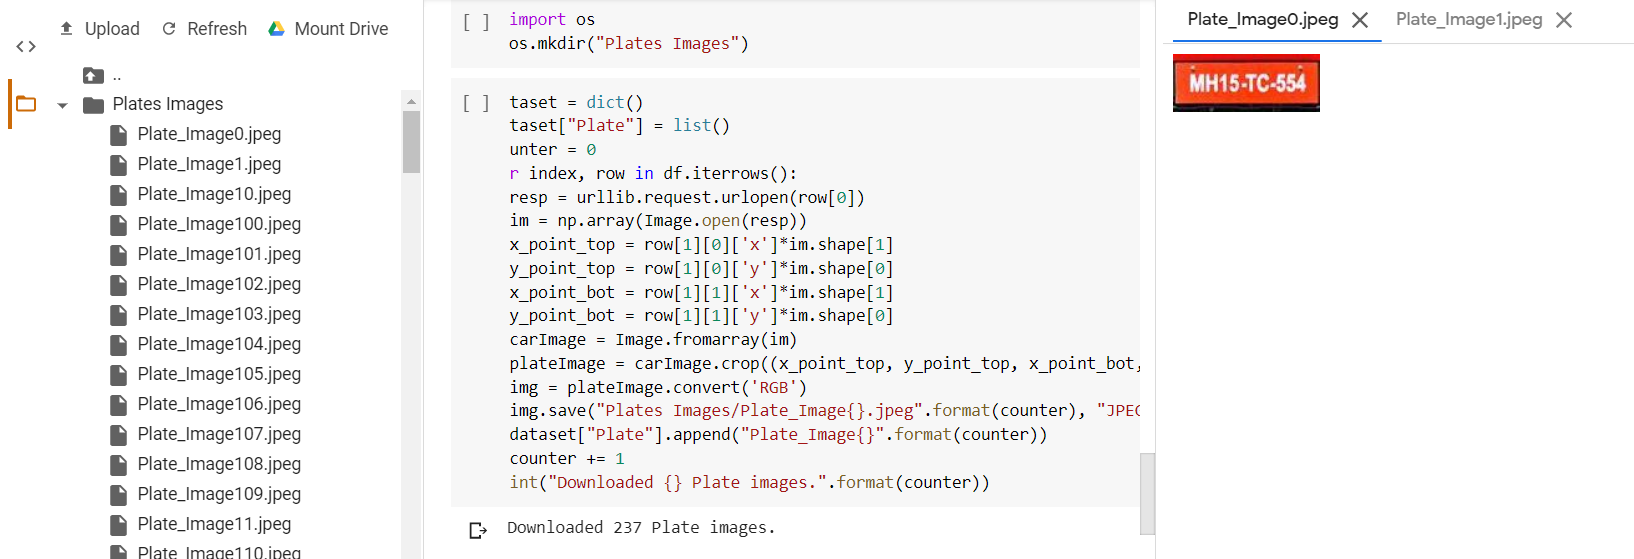 Upload Refresh Mount Drive
<>
..
Plates Images
Plate_Image0.jpeg
Plate_Image1.jpeg
Plate_Image10.jpeg
Plate_Image100.jpeg
Plate_Image101.jpeg
Plate_Image102.jpeg
Plate_Image103.jpeg
Plate_Image104.jpeg
Plate_Image105.jpeg
Plate_Image106.jpeg
Plate_Image107.jpeg
Plate_Image108.jpeg
Plate_Image109.jpeg
Plate_Image11.jpeg
Plate_Image110.jpeg
[ ] import os
os.mkdir("Plates Images")
[ ] taset = dict()
taset["Plate"] = list()
unter = 0
r index, row in df.iterrows():
resp = urllib.request.urlopen(row[0])
im = np.array(Image.open(resp))
x_point_top = row[1][0]['x']*im.shape[1]
y_point_top = row[1][0]['y']*im.shape[0]
x_point_bot = row[1][1]['x']*im.shape[1]
y_point_bot = row[1][1]['y']*im.shape[0]
carImage = Image.fromarray(im)
plateImage = carImage.crop((x_point_top, y_point_top, x_point_bot,
img = plateImage.convert('RGB')
img.save("Plates Images/Plate_Image{}.jpeg".format(counter), "JPEG
dataset["Plate"].append("Plate_Image{}".format(counter))
counter += 1
int("Downloaded {} Plate images.".format(counter))
Downloaded 237 Plate images.
Plate_Image0.jpeg Plate_Image1.jpeg
MH15-TC-554